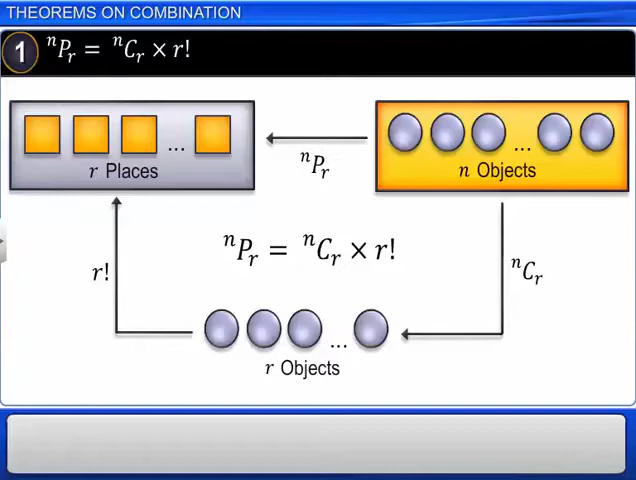 THEOREMS ON COMBINATION
1 ⁿPᵣ = ⁿCᵣ × r!
... ...
r Places ⁿPᵣ n Objects
ⁿPᵣ = ⁿCᵣ × r!
r! ⁿCᵣ
...
r Objects